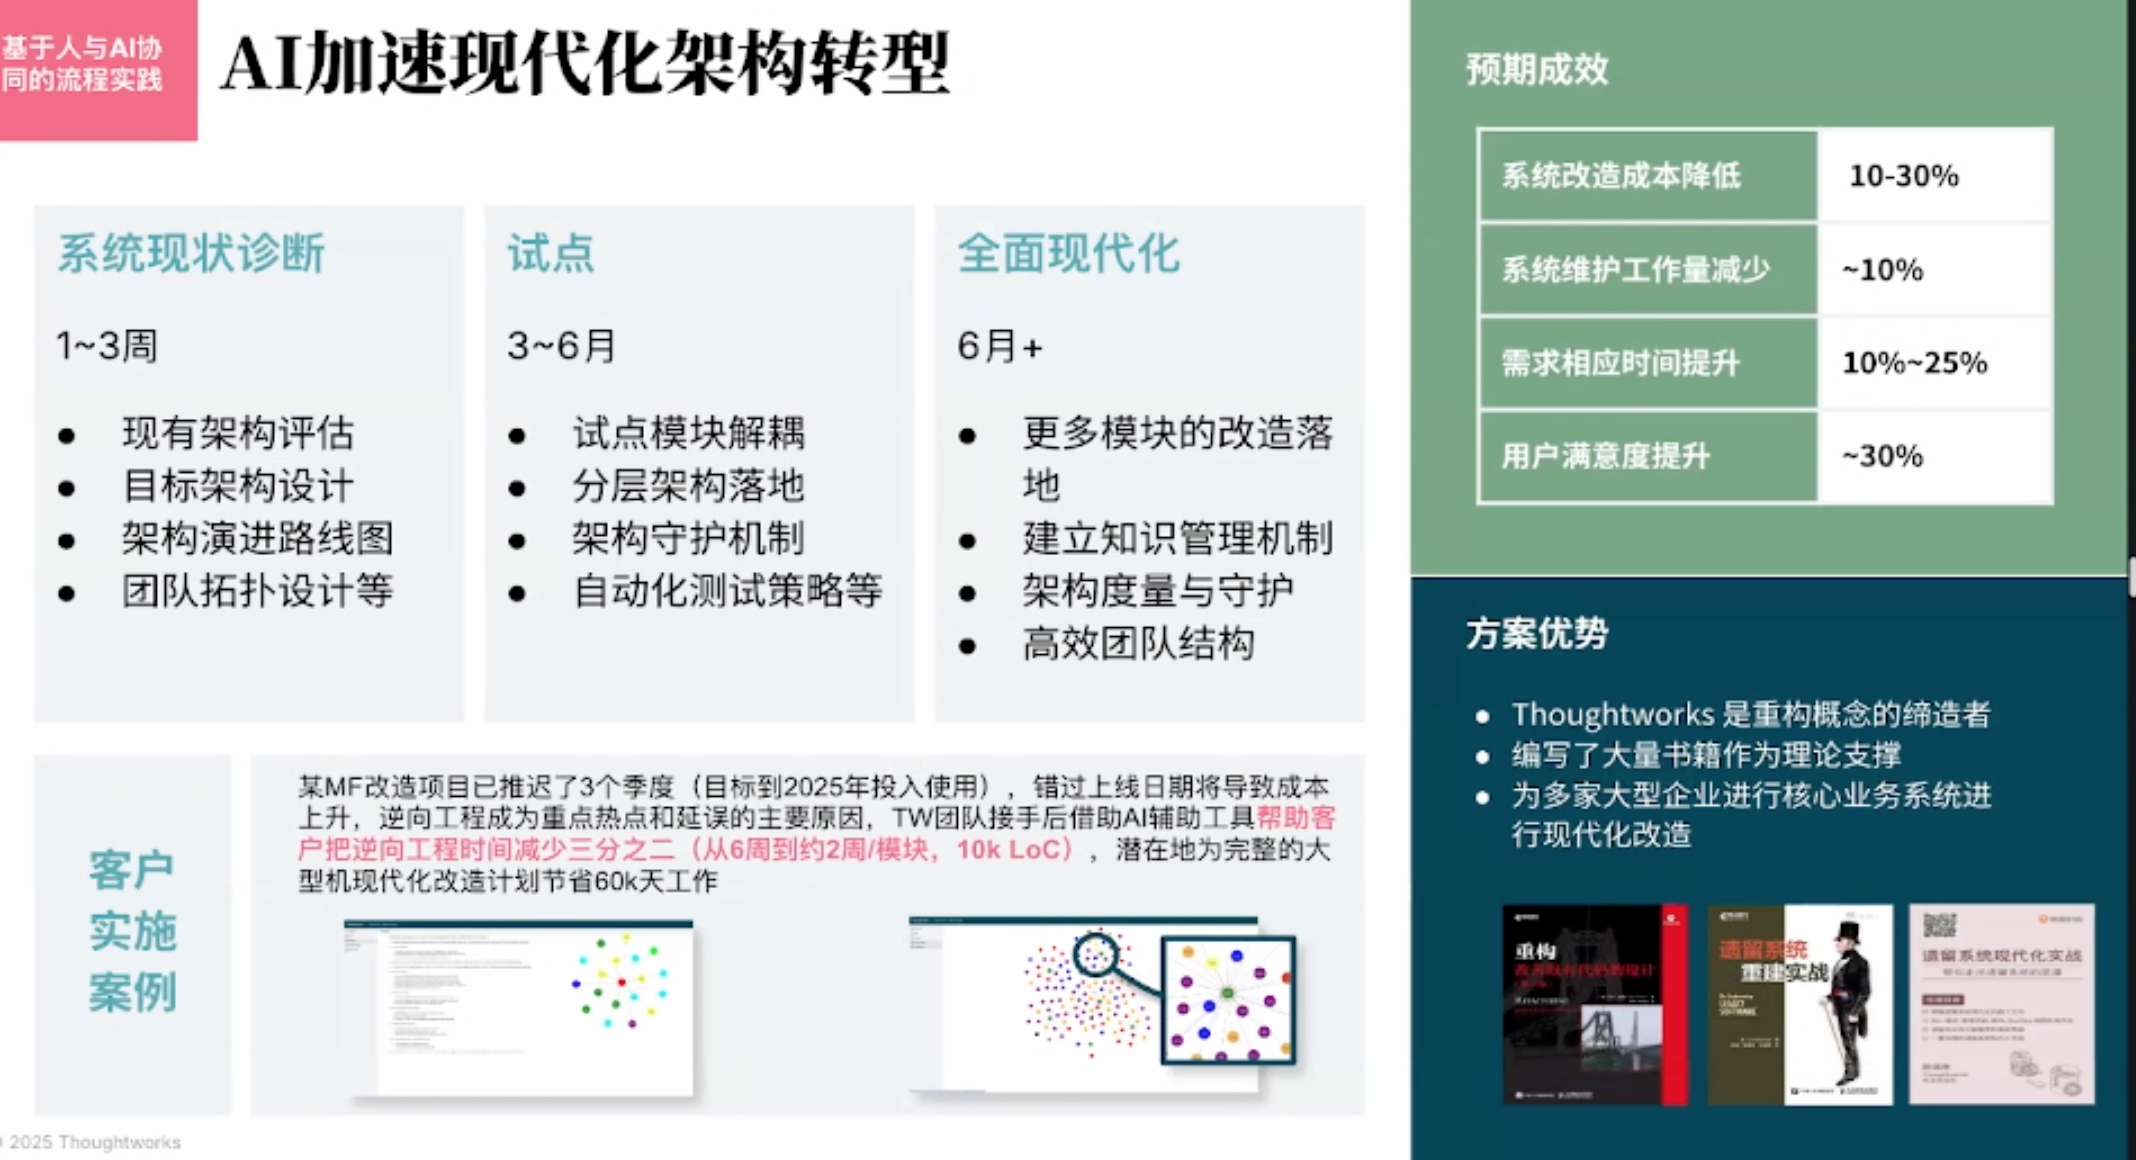 基于人与AI协
同的流程实践
AI加速现代化架构转型
系统现状诊断
1~3周
● 现有架构评估
● 目标架构设计
● 架构演进路线图
● 团队拓扑设计等
试点
3~6月
● 试点模块解耦
● 分层架构落地
● 架构守护机制
● 自动化测试策略等
全面现代化
6月+
● 更多模块的改造落
地
● 建立知识管理机制
● 架构度量与守护
● 高效团队结构
客户
实施
案例
某MF改造项目已推迟了3个季度（目标到2025年投入使用），错过上线日期将导致成本
上升，逆向工程成为重点热点和延误的主要原因，TW团队接手后借助AI辅助工具帮助客
户把逆向工程时间减少三分之二（从6周到约2周/模块，10k LoC），潜在地为完整的大
型机现代化改造计划节省60k天工作
2025 Thoughtworks
预期成效
系统改造成本降低 10-30%
系统维护工作量减少 ~10%
需求相应时间提升 10%~25%
用户满意度提升 ~30%
方案优势
● Thoughtworks 是重构概念的缔造者
● 编写了大量书籍作为理论支撑
● 为多家大型企业进行核心业务系统进
行现代化改造
重构
改善既有代码的设计
遗留系统
重建实战
遗留系统现代化实战